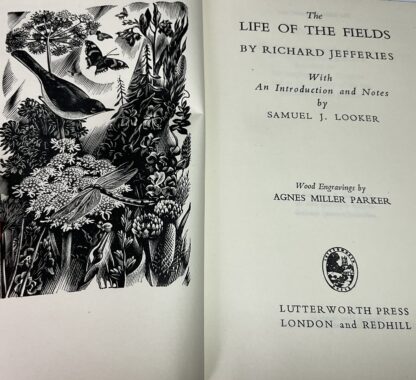 The
LIFE OF THE FIELDS
BY RICHARD JEFFERIES
With
An Introduction and Notes
by
SAMUEL J. LOOKER
Wood Engravings by
AGNES MILLER PARKER
LUTTERWORTH PRESS
LONDON and REDHILL